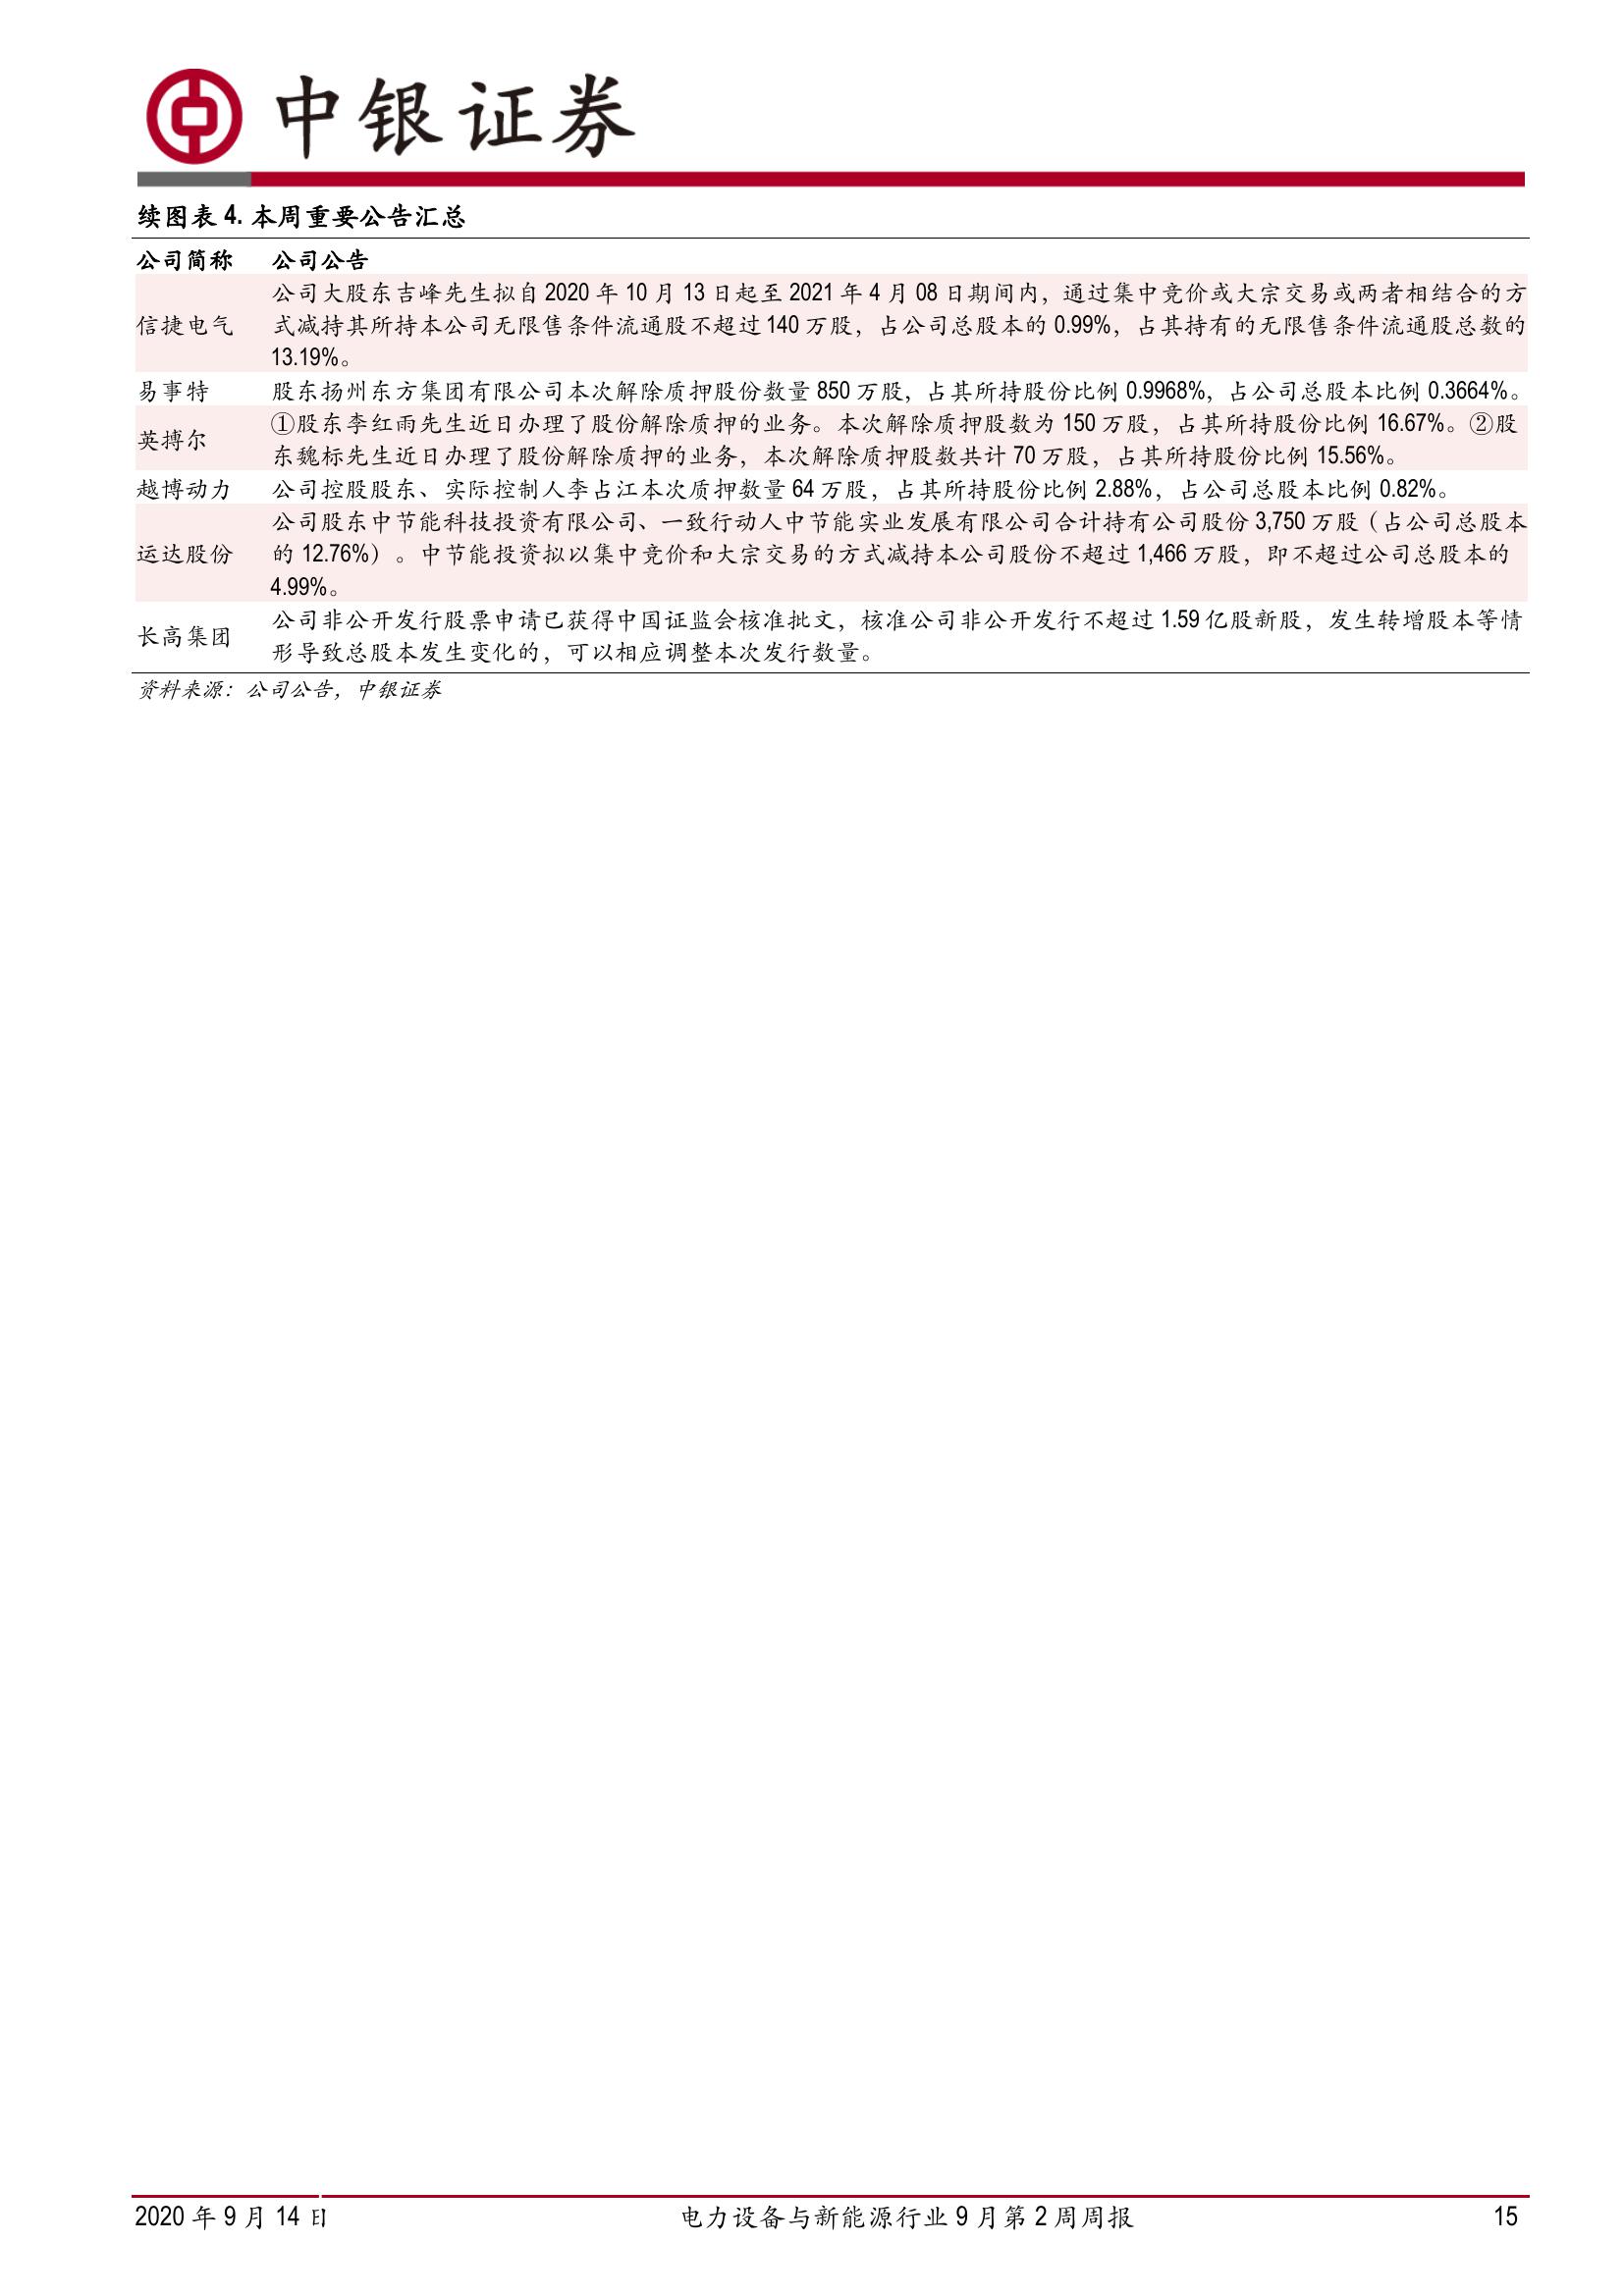 中银证券
续图表 4. 本周重要公告汇总
公司简称 公司公告
公司大股东吉峰先生拟自 2020 年 10 月 13 日起至 2021 年 4 月 08 日期间内，通过集中竞价或大宗交易或两者相结合的方
信捷电气 式减持其所持本公司无限售条件流通股不超过 140 万股，占公司总股本的 0.99%，占其持有的无限售条件流通股总数的
13.19%。
易事特 股东扬州东方集团有限公司本次解除质押股份数量 850 万股，占其所持股份比例 0.9968%，占公司总股本比例 0.3664%。
英搏尔 ①股东李红雨先生近日办理了股份解除质押的业务。本次解除质押股数为 150 万股，占其所持股份比例 16.67%。②股
东魏标先生近日办理了股份解除质押的业务，本次解除质押股数共计 70 万股，占其所持股份比例 15.56%。
越博动力 公司控股股东、实际控制人李占江本次质押数量 64 万股，占其所持股份比例 2.88%，占公司总股本比例 0.82%。
公司股东中节能科技投资有限公司、一致行动人中节能实业发展有限公司合计持有公司股份 3,750 万股（占公司总股本
运达股份 的 12.76%）。中节能投资拟以集中竞价和大宗交易的方式减持本公司股份不超过 1,466 万股，即不超过公司总股本的
4.99%。
长高集团 公司非公开发行股票申请已获得中国证监会核准批文，核准公司非公开发行不超过 1.59 亿股新股，发生转增股本等情
形导致总股本发生变化的，可以相应调整本次发行数量。
资料来源：公司公告，中银证券
2020 年 9 月 14 日 电力设备与新能源行业 9 月第 2 周周报 15